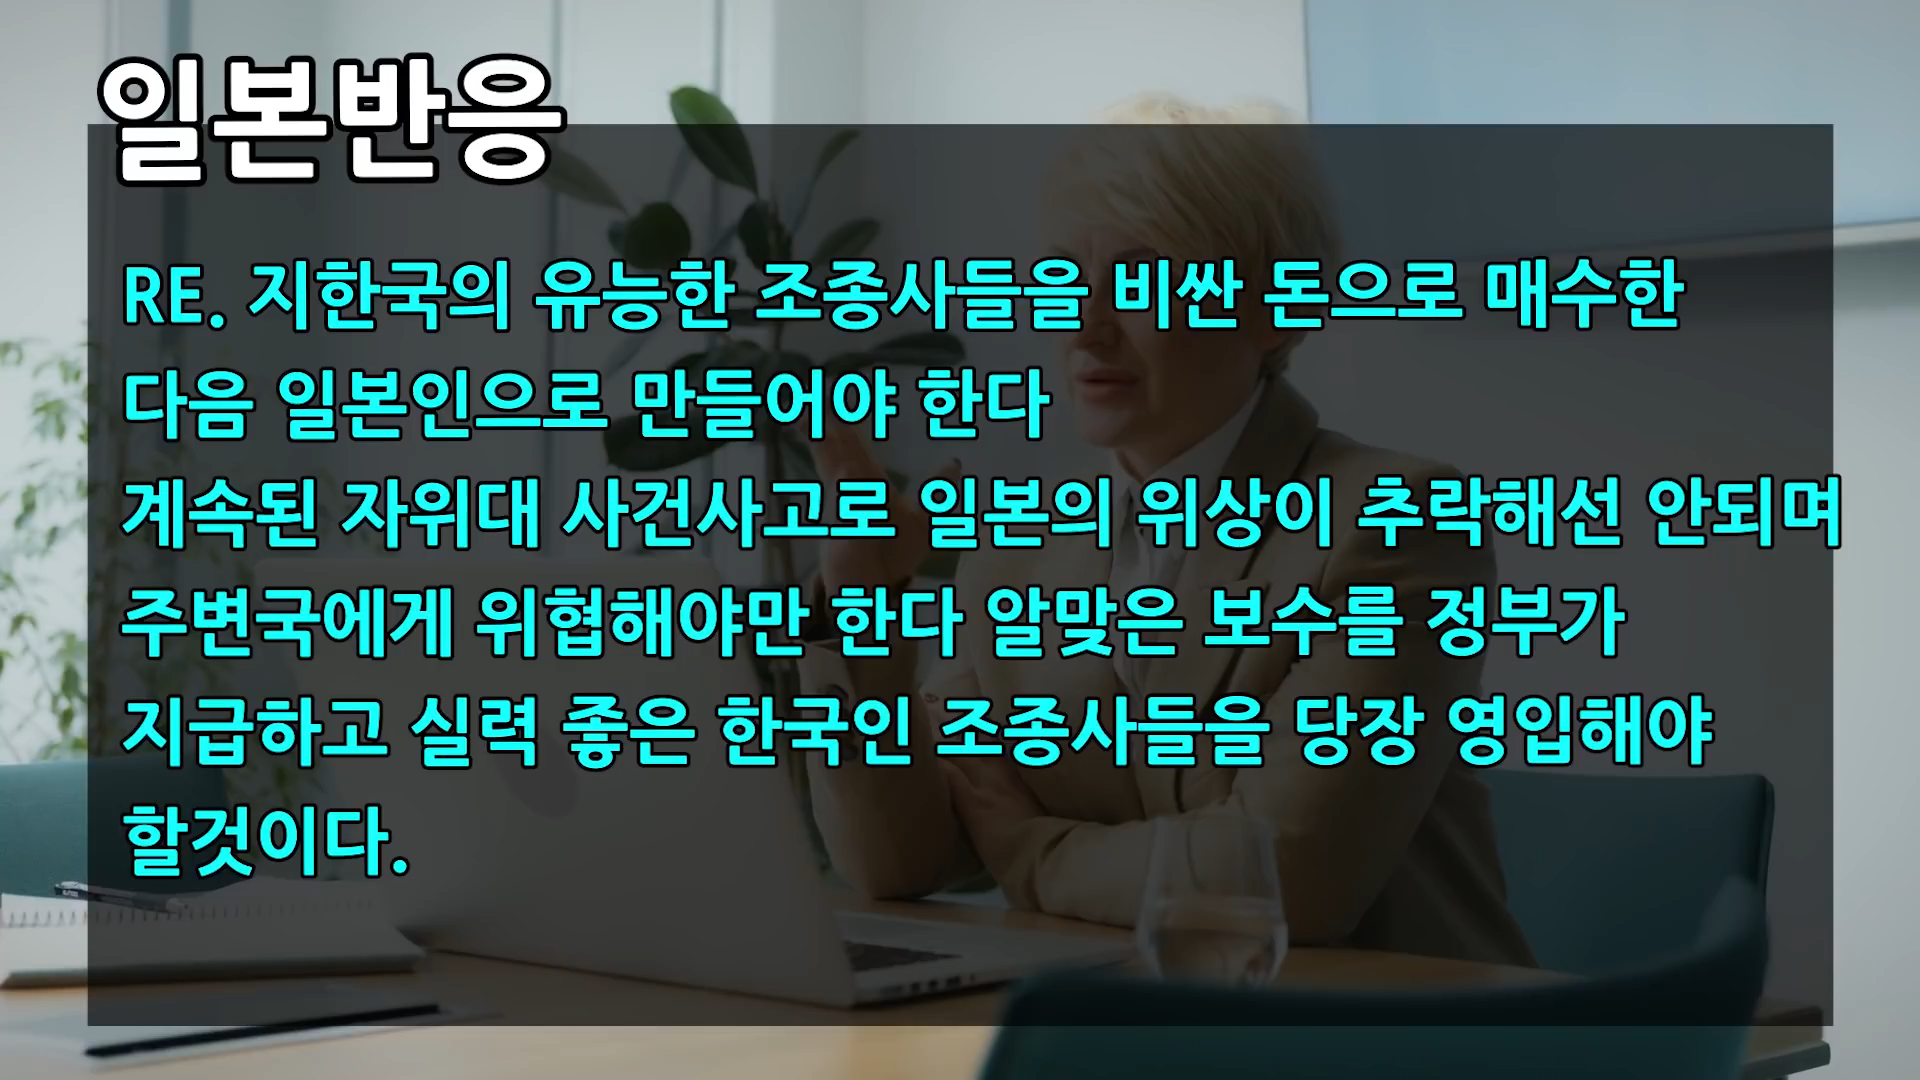 일본반응
RE. 지한국의 유능한 조종사들을 비싼 돈으로 매수한
다음 일본인으로 만들어야 한다
계속된 자위대 사건사고로 일본의 위상이 추락해선 안되며
주변국에게 위협해야만 한다 알맞은 보수를 정부가
지급하고 실력 좋은 한국인 조종사들을 당장 영입해야
할것이다.